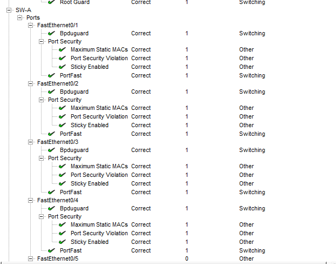 Root Guard Correct 1 Switching
SW-A
Ports
FastEthernet0/1
Bpduguard Correct 1 Switching
Port Security
Maximum Static MACs Correct 1 Other
Port Security Violation Correct 1 Other
Sticky Enabled Correct 1 Other
PortFast Correct 1 Switching
FastEthernet0/2
Bpduguard Correct 1 Switching
Port Security
Maximum Static MACs Correct 1 Other
Port Security Violation Correct 1 Other
Sticky Enabled Correct 1 Other
PortFast Correct 1 Switching
FastEthernet0/3
Bpduguard Correct 1 Switching
Port Security
Maximum Static MACs Correct 1 Other
Port Security Violation Correct 1 Other
Sticky Enabled Correct 1 Other
PortFast Correct 1 Switching
FastEthernet0/4
Bpduguard Correct 1 Switching
Port Security
Maximum Static MACs Correct 1 Other
Port Security Violation Correct 1 Other
Sticky Enabled Correct 1 Other
PortFast Correct 1 Switching
FastEthernet0/5 0 Other